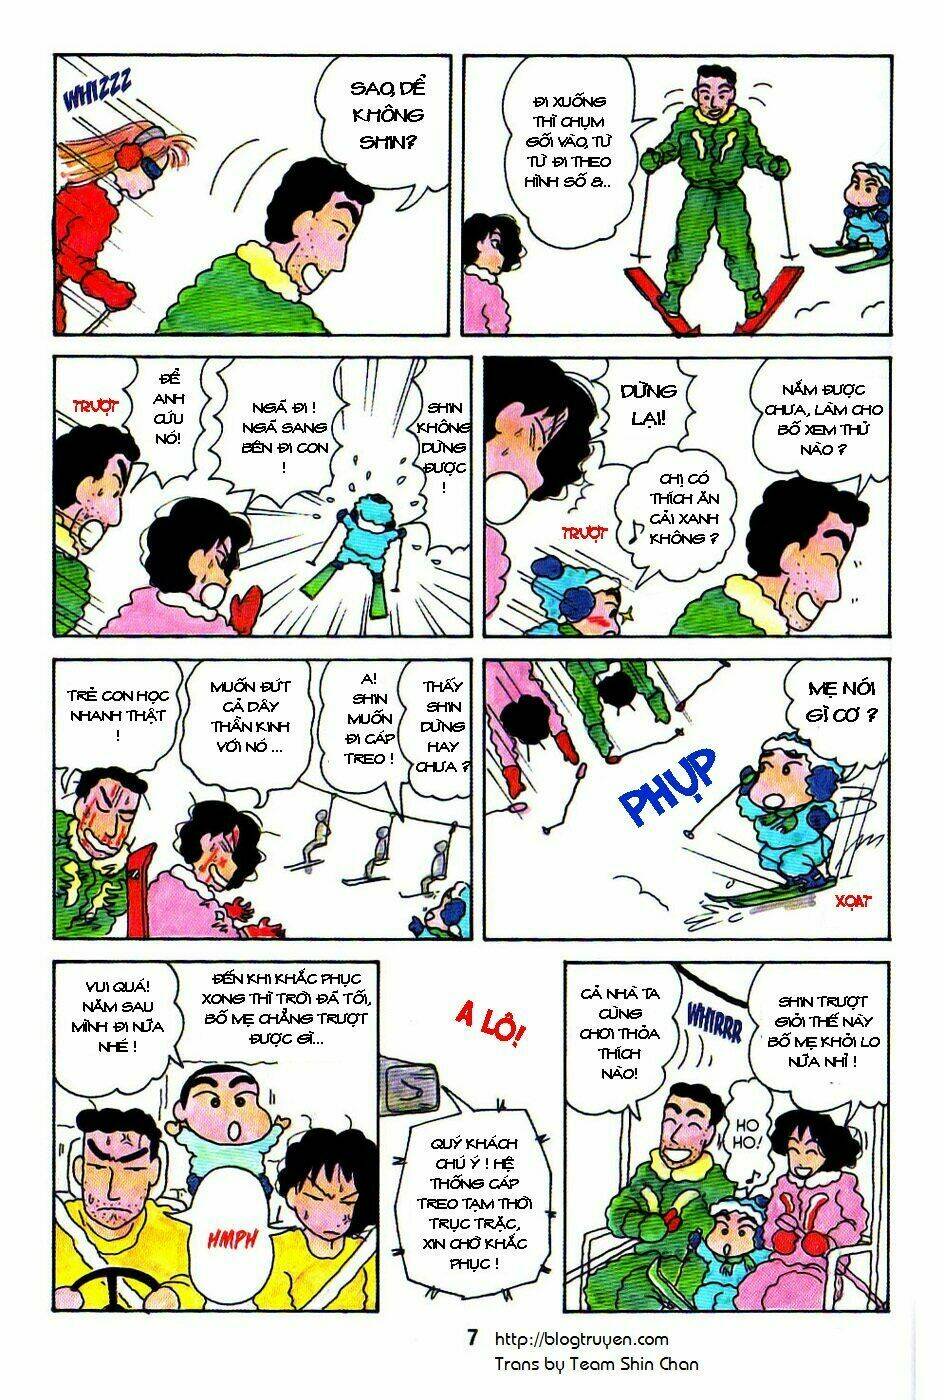 ĐI XUỐNG
THÌ CHỤM
GỐI VÀO, TỪ
TỪ ĐI THEO
HÌNH SỐ 8..
WHIZZZ
SAO, DỄ
KHÔNG
SHIN?
NẮM ĐƯỢC
CHƯA, LÀM CHO
BỐ XEM THỬ
NÀO ?
DỪNG
LẠI!
CHỊ CÓ
THÍCH ĂN
CẢI XANH
KHÔNG ?
TRƯỢT
SHIN
KHÔNG
DỪNG
ĐƯỢC
!
NGÃ ĐI !
NGÃ SANG
BÊN ĐI CON
!
ĐỂ
ANH
CỨU
NÓ!
TRƯỢT
MẸ NÓI
GÌ CƠ ?
PHỤP
XOẠT
THẤY
SHIN
DỪNG
HAY
CHƯA ?
A!
SHIN
MUỐN
ĐI CÁP
TREO !
MUỐN ĐỨT
CẢ DÂY
THẦN KINH
VỚI NÓ ...
TRẺ CON HỌC
NHANH THẬT
!
SHIN TRƯỢT
GIỎI THẾ NÀY
BỐ MẸ KHỎI LO
NỮA NHỈ !
WHIRRR
CẢ NHÀ TA
CÙNG
CHƠI THỎA
THÍCH
NÀO!
HO
HO!
A LÔ!
QUÝ KHÁCH
CHÚ Ý ! HỆ
THỐNG CÁP
TREO TẠM THỜI
TRỤC TRẶC,
XIN CHỜ KHẮC
PHỤC !
ĐẾN KHI KHẮC PHỤC
XONG THÌ TRỜI ĐÃ TỐI,
BỐ MẸ CHẲNG TRƯỢT
ĐƯỢC GÌ...
VUI QUÁ!
NĂM SAU
MÌNH ĐI NỮA
NHÉ !
HMPH
7
http://blogtruyen.com
Trans by Team Shin Chan